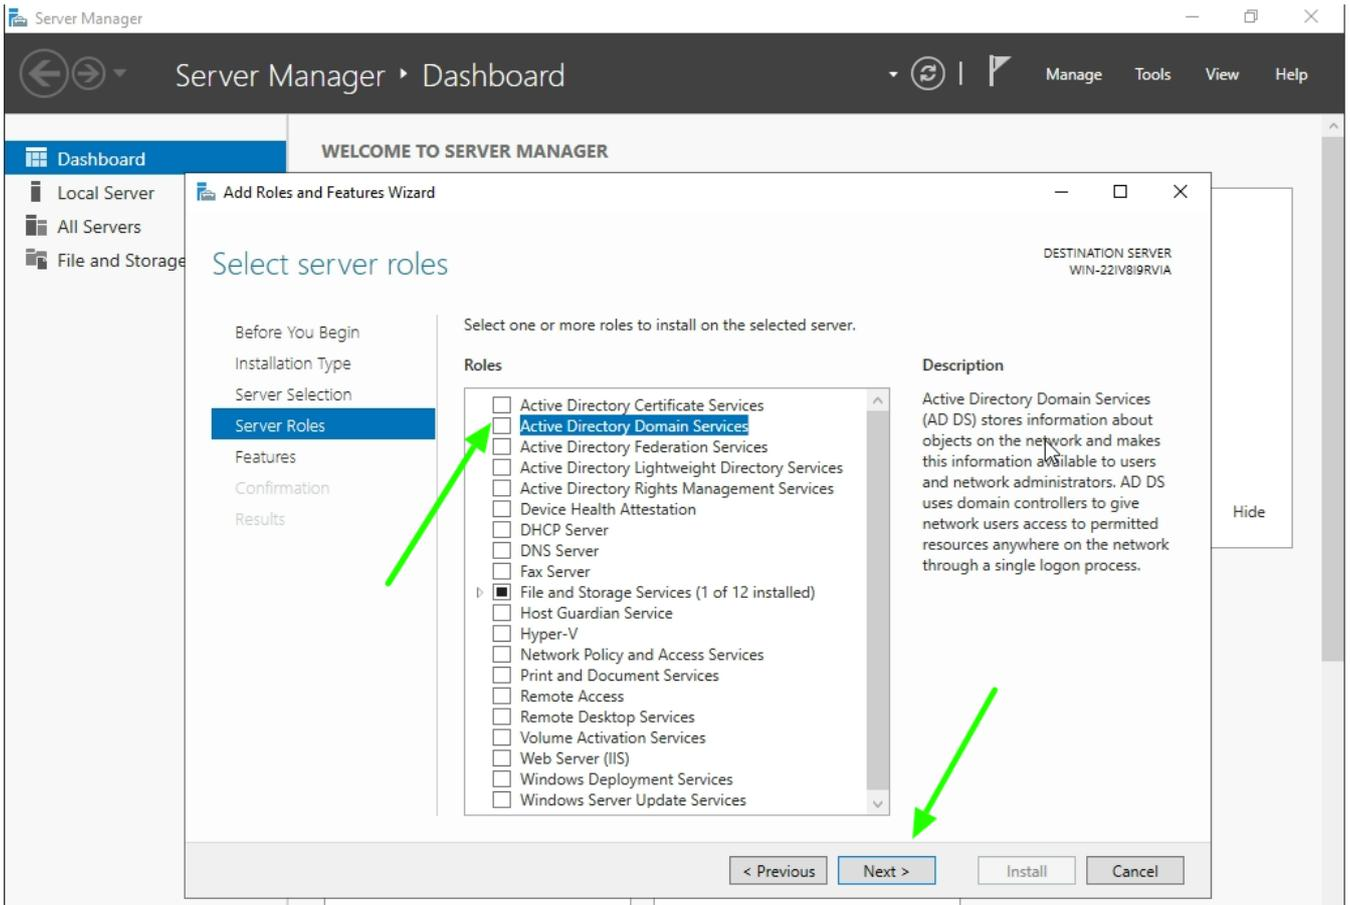 Server Manager
Server Manager ‣ Dashboard
Manage
Tools
View
Help
Dashboard
Local Server
All Servers
File and Storage
WELCOME TO SERVER MANAGER
Add Roles and Features Wizard
Select server roles
DESTINATION SERVER
WIN-22IV8I9RVIA
Before You Begin
Installation Type
Server Selection
Server Roles
Features
Confirmation
Results
Select one or more roles to install on the selected server.
Roles
Active Directory Certificate Services
Active Directory Domain Services
Active Directory Federation Services
Active Directory Lightweight Directory Services
Active Directory Rights Management Services
Device Health Attestation
DHCP Server
DNS Server
Fax Server
File and Storage Services (1 of 12 installed)
Host Guardian Service
Hyper-V
Network Policy and Access Services
Print and Document Services
Remote Access
Remote Desktop Services
Volume Activation Services
Web Server (IIS)
Windows Deployment Services
Windows Server Update Services
Description
Active Directory Domain Services
(AD DS) stores information about
objects on the network and makes
this information available to users
and network administrators. AD DS
uses domain controllers to give
network users access to permitted
resources anywhere on the network
through a single logon process.
Hide
< Previous
Next >
Install
Cancel